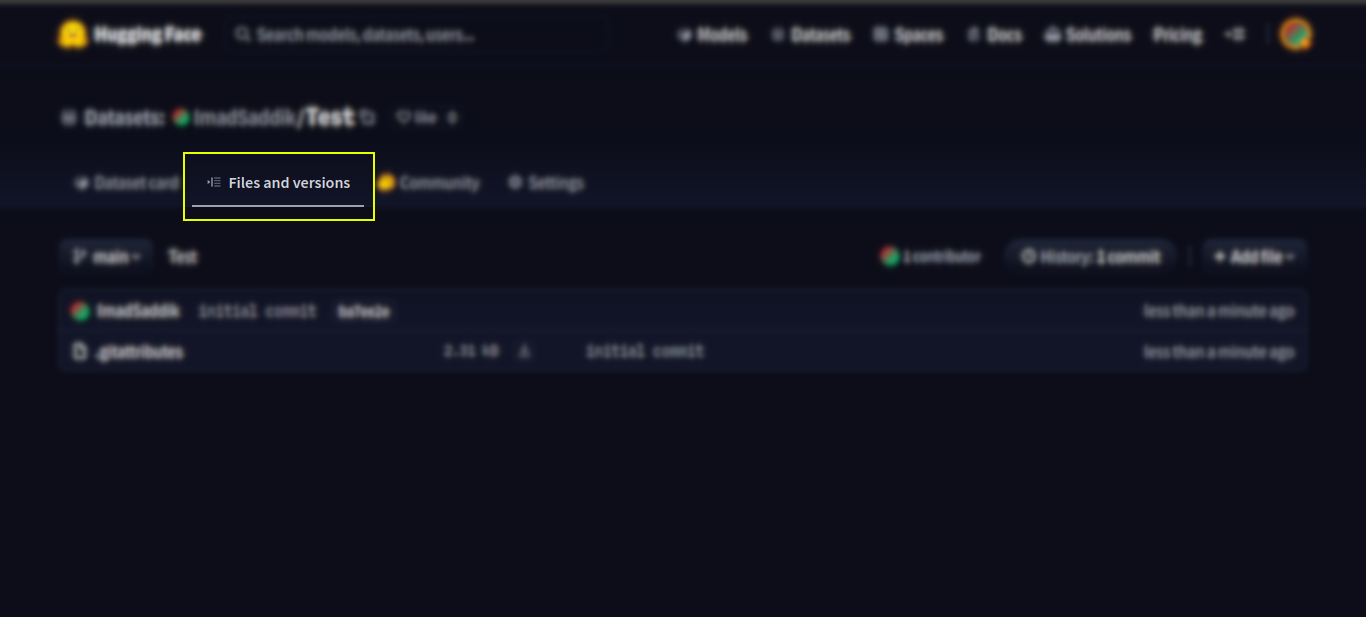 Hugging Face Search models, datasets, users... Models Datasets Spaces Docs Solutions Pricing
Datasets: ImadSaddik/Test like 0
Dataset card Files and versions Community Settings
main Test 1 contributor History: 1 commit + Add file
ImadSaddik initial commit less than a minute ago
.gitattributes 2.31 kB initial commit less than a minute ago